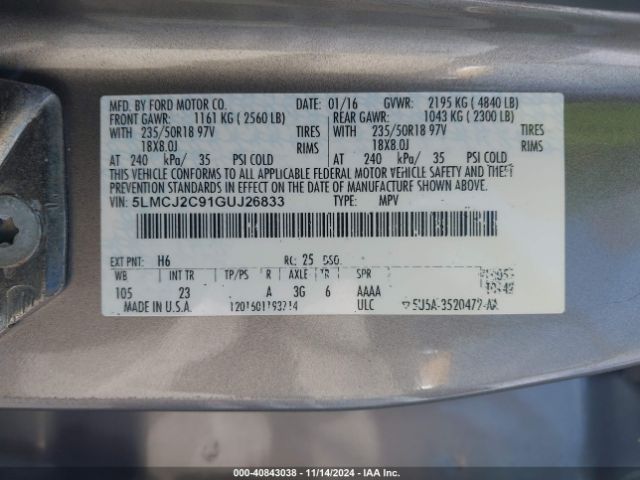 MFD. BY FORD MOTOR CO. 01/16 GVWR: 2195 KG ( 4840 LB)
FRONT GAWR: 1161 KG ( 2560 LB) REAR GAWR: 1043 KG ( 2300 LB)
WITH 235/50R18 97V TIRES WITH 235/50R18 97V TIRES
18X8.0J RIMS 18X8.0J RIMS
AT 240 kPa/ 35 PSI COLD AT 240 kPa/ 35 PSI COLD
THIS VEHICLE CONFORMS TO ALL APPLICABLE FEDERAL MOTOR VEHICLE SAFETY AND THEFT
PREVENTION STANDARDS IN EFFECT ON THE DATE OF MANUFACTURE SHOWN ABOVE.
VIN: 5LMCJ2C91GUJ26833 TYPE: MPV
EXT PNT: H6 RC: 25 DSO:
WB INT TR TP/PS R AXLE TR SPR
105 23 A 3G 6 AAAA
MADE IN U.S.A. ULC
000-40843038 - 11/14/2024 - IAA Inc.